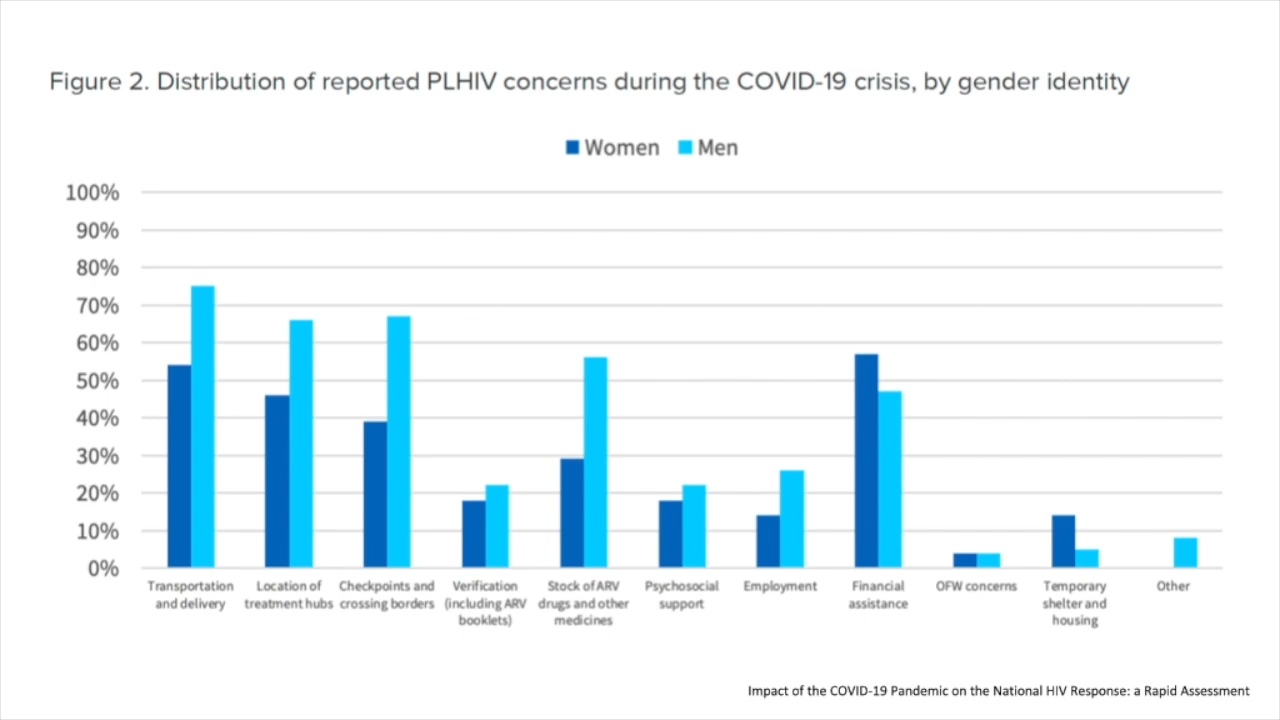 Figure 2. Distribution of reported PLHIV concerns during the COVID-19 crisis, by gender identity
Women Men
100%
90%
80%
70%
60%
50%
40%
30%
20%
10%
0%
Transportation and delivery
Location of treatment hubs
Checkpoints and crossing borders
Verification (including ARV booklets)
Stock of ARV drugs and other medicines
Psychosocial support
Employment
Financial assistance
OFW concerns
Temporary shelter and housing
Other
Impact of the COVID-19 Pandemic on the National HIV Response: a Rapid Assessment